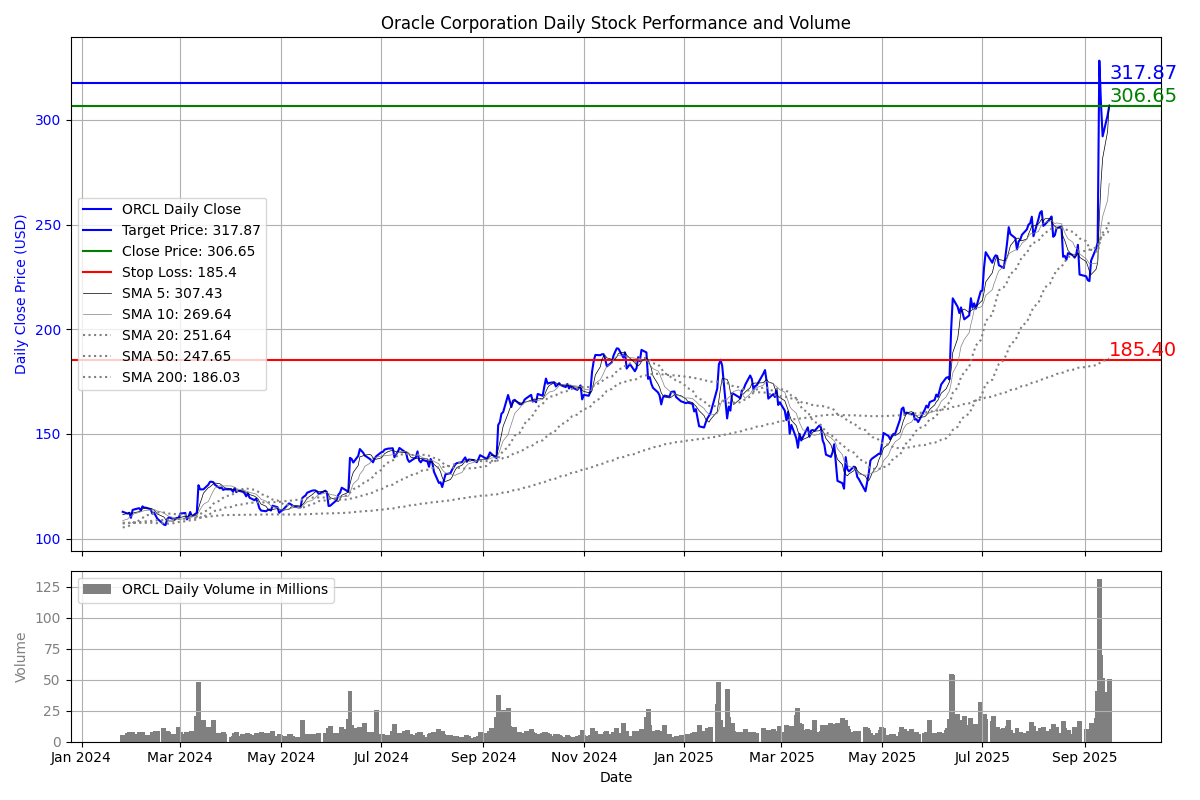 Oracle Corporation Daily Stock Performance and Volume
317.87
306.65
300
250
200
150
100
Daily Close Price (USD)
ORCL Daily Close
Target Price: 317.87
Close Price: 306.65
Stop Loss: 185.4
SMA 5: 307.43
SMA 10: 269.64
SMA 20: 251.64
SMA 50: 247.65
SMA 200: 186.03
185.40
ORCL Daily Volume in Millions
125
100
75
50
25
0
Volume
Jan 2024
Mar 2024
May 2024
Jul 2024
Sep 2024
Nov 2024
Jan 2025
Mar 2025
May 2025
Jul 2025
Sep 2025
Date